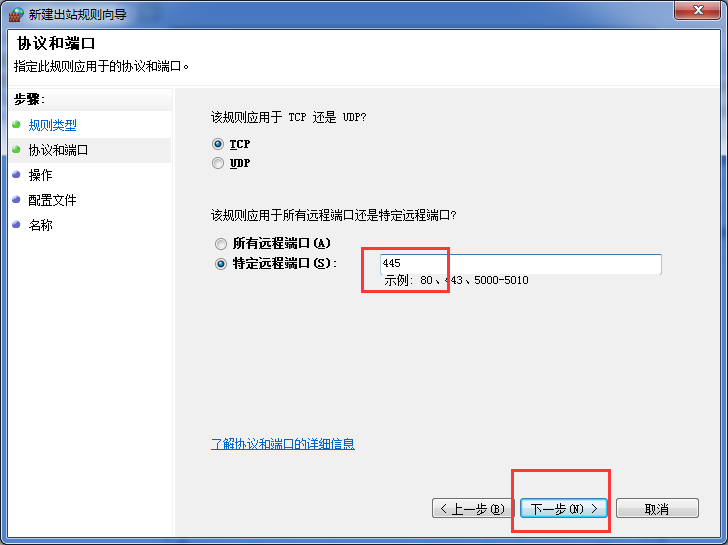 新建出站规则向导
协议和端口
指定此规则应用于的协议和端口。
步骤:
规则类型
协议和端口
操作
配置文件
名称
该规则应用于 TCP 还是 UDP?
TCP
UDP
该规则应用于所有远程端口还是特定远程端口?
所有远程端口(A)
特定远程端口(S):
445
示例: 80、443、5000-5010
了解协议和端口的详细信息
< 上一步(B)
下一步(N) >
取消